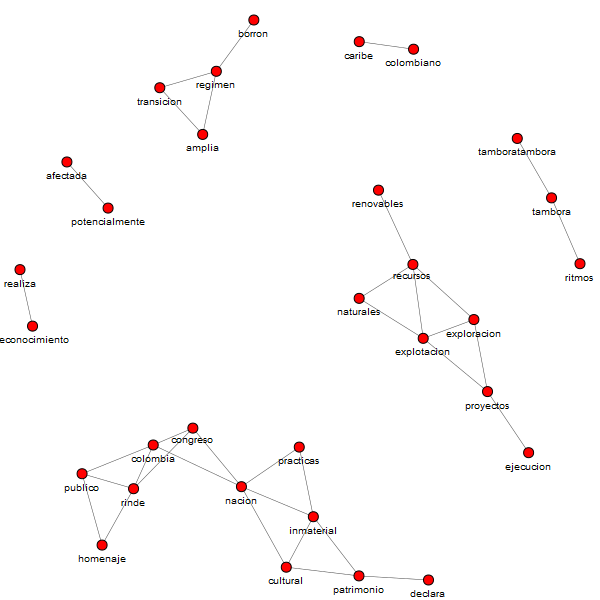 borron
caribe
colombiano
regimen
transicion
amplia
tamboratambora
afectada
renovables
tambora
potencialmente
recursos
ritmos
realiza
naturales
exploracion
econocimiento
explotacion
proyectos
congreso
colombia
practicas
ejecucion
publico
rinde
nacion
inmaterial
homenaje
cultural
patrimonio
declara